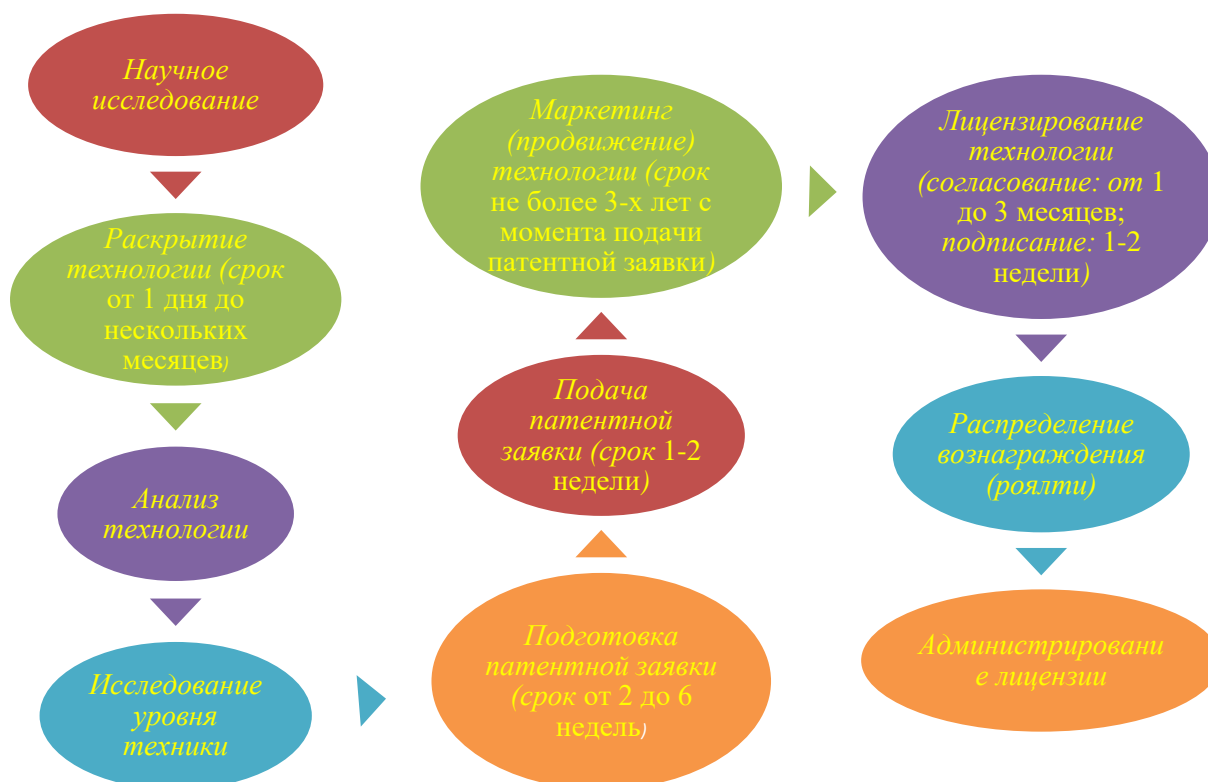 Научное
исследование
Раскрытие
технологии (срок
от 1 дня до
нескольких
месяцев)
Анализ
технологии
Исследование
уровня
техники
Подготовка
патентной заявки
(срок от 2 до 6
недель)
Подача
патентной
заявки (срок 1-2
недели)
Маркетинг
(продвижение)
технологии (срок
не более 3-х лет с
момента подачи
патентной заявки)
Лицензирование
технологии
(согласование: от 1
до 3 месяцев;
подписание: 1-2
недели)
Распределение
вознаграждения
(роялти)
Администрировани
е лицензии